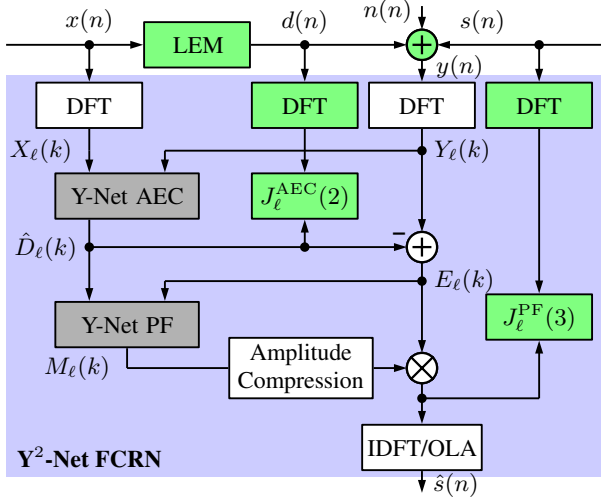 n(n)
x(n) d(n) s(n)
LEM +
y(n)
DFT DFT DFT DFT
X_ℓ(k) Y_ℓ(k)
Y-Net AEC J_ℓ^AEC(2)
D̂_ℓ(k) − +
E_ℓ(k)
Y-Net PF J_ℓ^PF(3)
M_ℓ(k) Amplitude
Compression ×
IDFT/OLA
Y²-Net FCRN
ŝ(n)